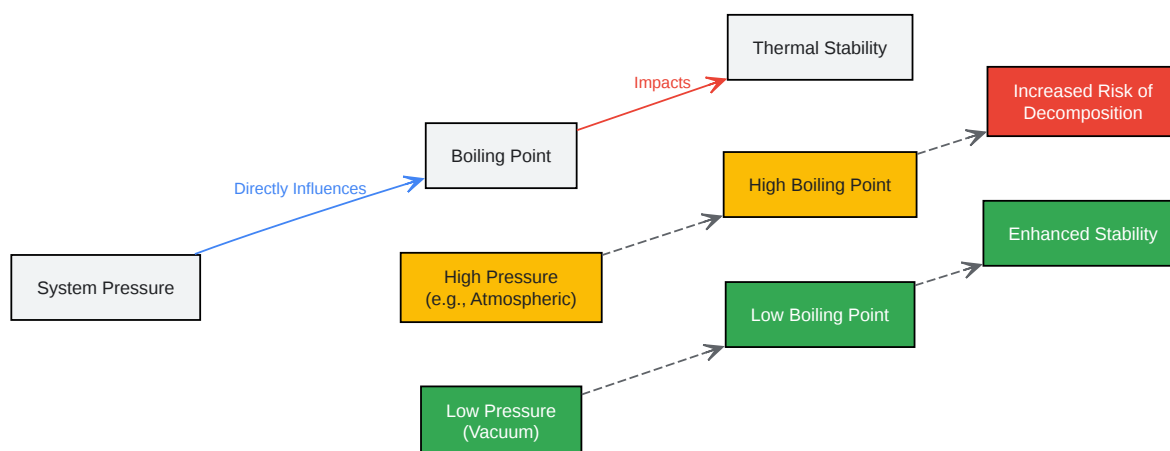 Thermal Stability
Impacts
Increased Risk of
Decomposition
Boiling Point
High Boiling Point
Directly Influences
Enhanced Stability
System Pressure
High Pressure
(e.g., Atmospheric)
Low Boiling Point
Low Pressure
(Vacuum)